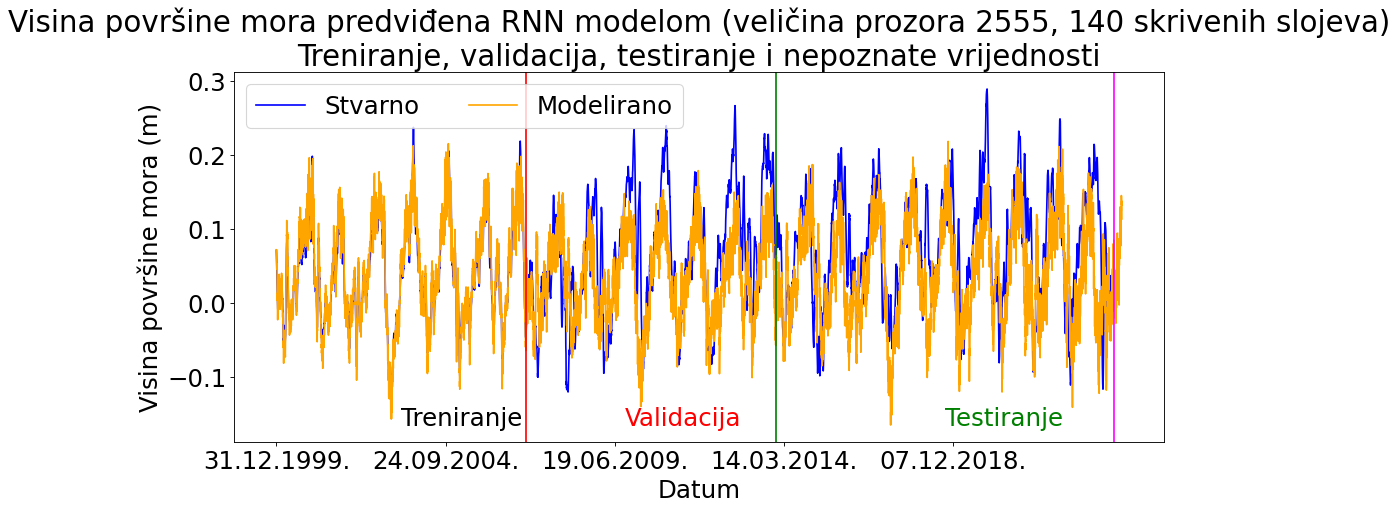 Visina površine mora predviđena RNN modelom (veličina prozora 2555, 140 skrivenih slojeva)
Treniranje, validacija, testiranje i nepoznate vrijednosti
Stvarno
Modelirano
Visina površine mora (m)
0.3
0.2
0.1
0.0
−0.1
Treniranje
Validacija
Testiranje
31.12.1999.
24.09.2004.
19.06.2009.
14.03.2014.
07.12.2018.
Datum